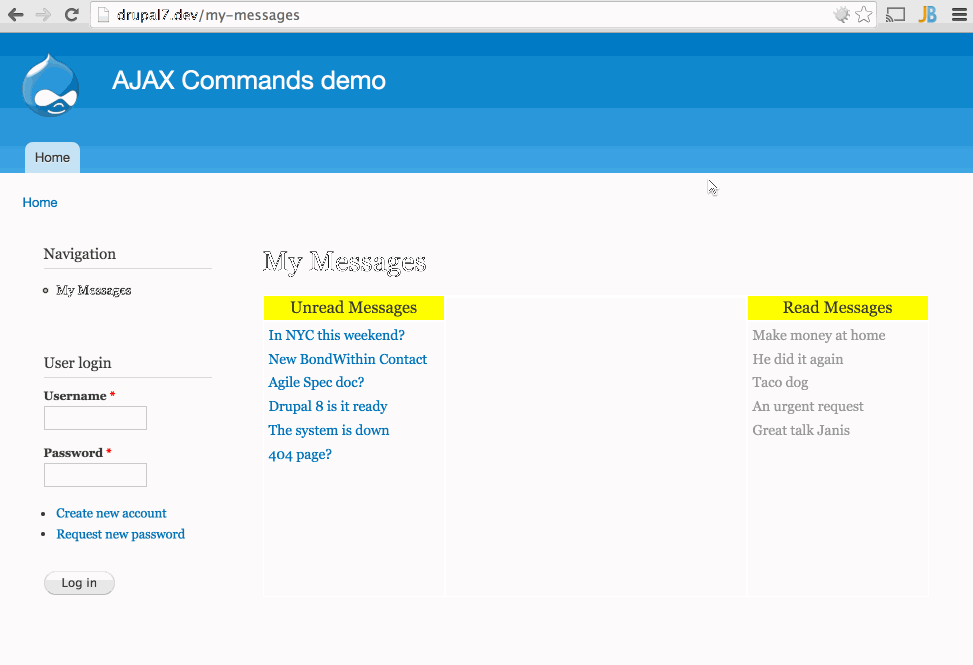 drupal7.dev/my-messages
JB
AJAX Commands demo
Home
Home
Navigation
My Messages
User login
Username *
Password *
Create new account
Request new password
Log in
My Messages
Unread Messages
In NYC this weekend?
New BondWithin Contact
Agile Spec doc?
Drupal 8 is it ready
The system is down
404 page?
Read Messages
Make money at home
He did it again
Taco dog
An urgent request
Great talk Janis